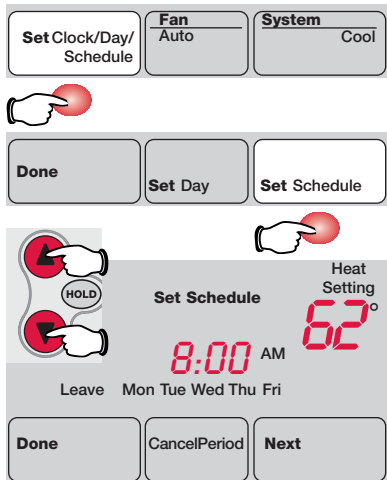 Set Clock/Day/
Schedule
Fan
Auto
System
Cool
Done
Set Day
Set Schedule
HOLD
Set Schedule
Heat
Setting
62°
8:00 AM
Leave Mon Tue Wed Thu Fri
Done
CancelPeriod
Next